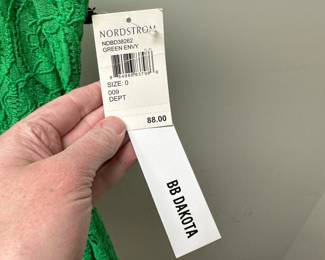 NORDSTROM
NDBD38262
GREEN ENVY
SIZE: 0
009
DEPT
88.00
BB DAKOTA